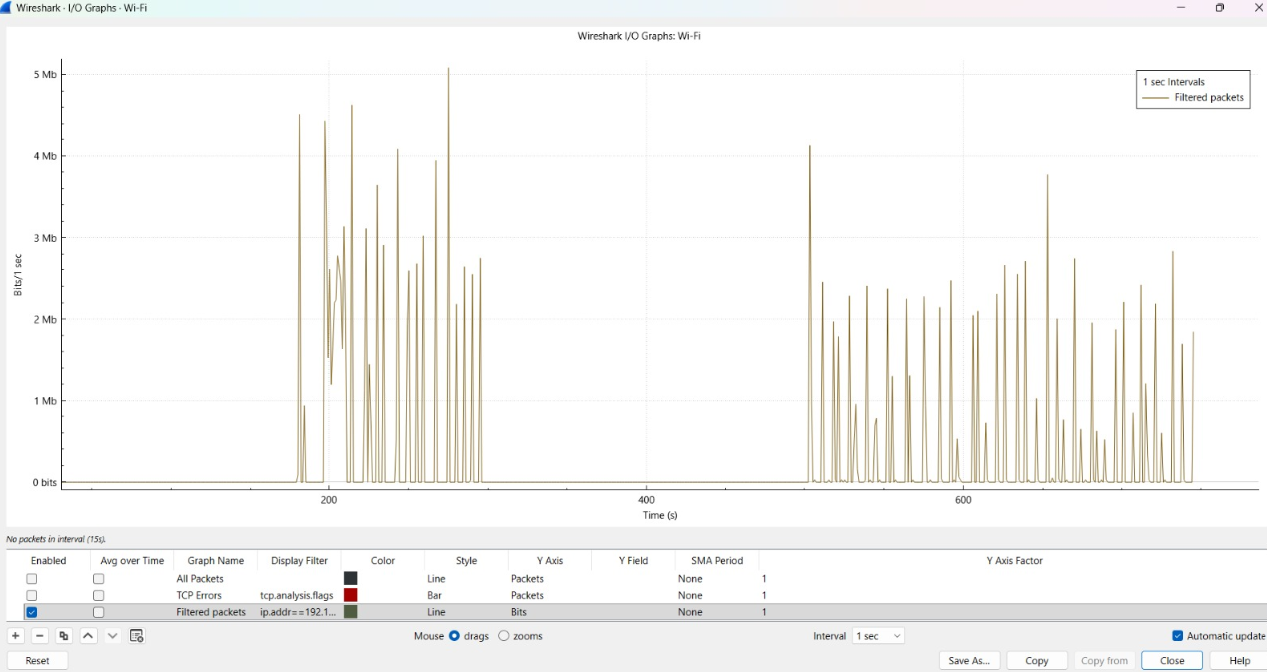 Wireshark · I/O Graphs · Wi-Fi
Wireshark I/O Graphs: Wi-Fi
1 sec Intervals
Filtered packets
5 Mb
4 Mb
3 Mb
2 Mb
1 Mb
0 bits
Bits/1 sec
200 400 600
Time (s)
No packets in interval (15s).
Enabled Avg over Time Graph Name Display Filter Color Style Y Axis Y Field SMA Period Y Axis Factor
All Packets Line Packets None 1
TCP Errors tcp.analysis.flags Bar Packets None 1
Filtered packets ip.addr==192.1... Line Bits None 1
Mouse drags zooms Interval 1 sec Automatic update
Reset Save As... Copy Copy from Close Help